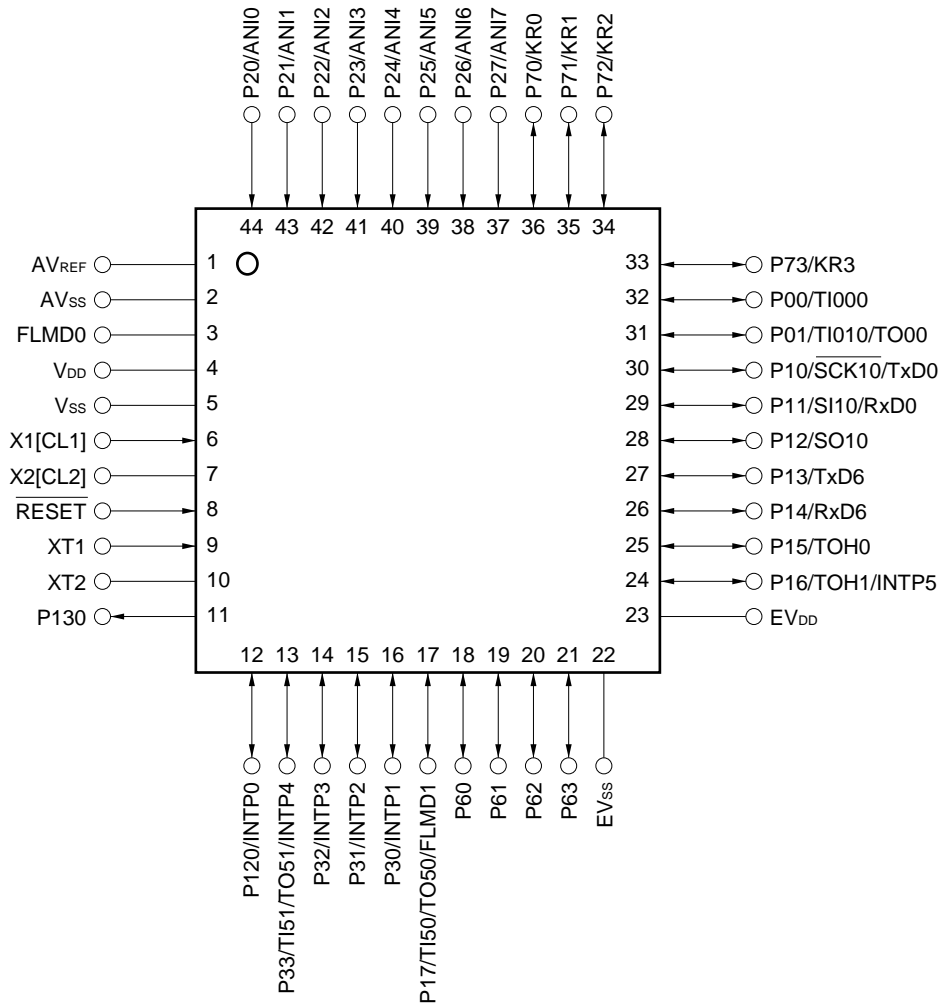 P20/ANI0
P21/ANI1
P22/ANI2
P23/ANI3
P24/ANI4
P25/ANI5
P26/ANI6
P27/ANI7
P70/KR0
P71/KR1
P72/KR2
44 43 42 41 40 39 38 37 36 35 34
AVREF 1
AVSS 2
FLMD0 3
VDD 4
VSS 5
X1[CL1] 6
X2[CL2] 7
RESET 8
XT1 9
XT2 10
P130 11
33 P73/KR3
32 P00/TI000
31 P01/TI010/TO00
30 P10/SCK10/TxD0
29 P11/SI10/RxD0
28 P12/SO10
27 P13/TxD6
26 P14/RxD6
25 P15/TOH0
24 P16/TOH1/INTP5
23 EVDD
12 13 14 15 16 17 18 19 20 21 22
P120/INTP0
P33/TI51/TO51/INTP4
P32/INTP3
P31/INTP2
P30/INTP1
P17/TI50/TO50/FLMD1
P60
P61
P62
P63
EVSS